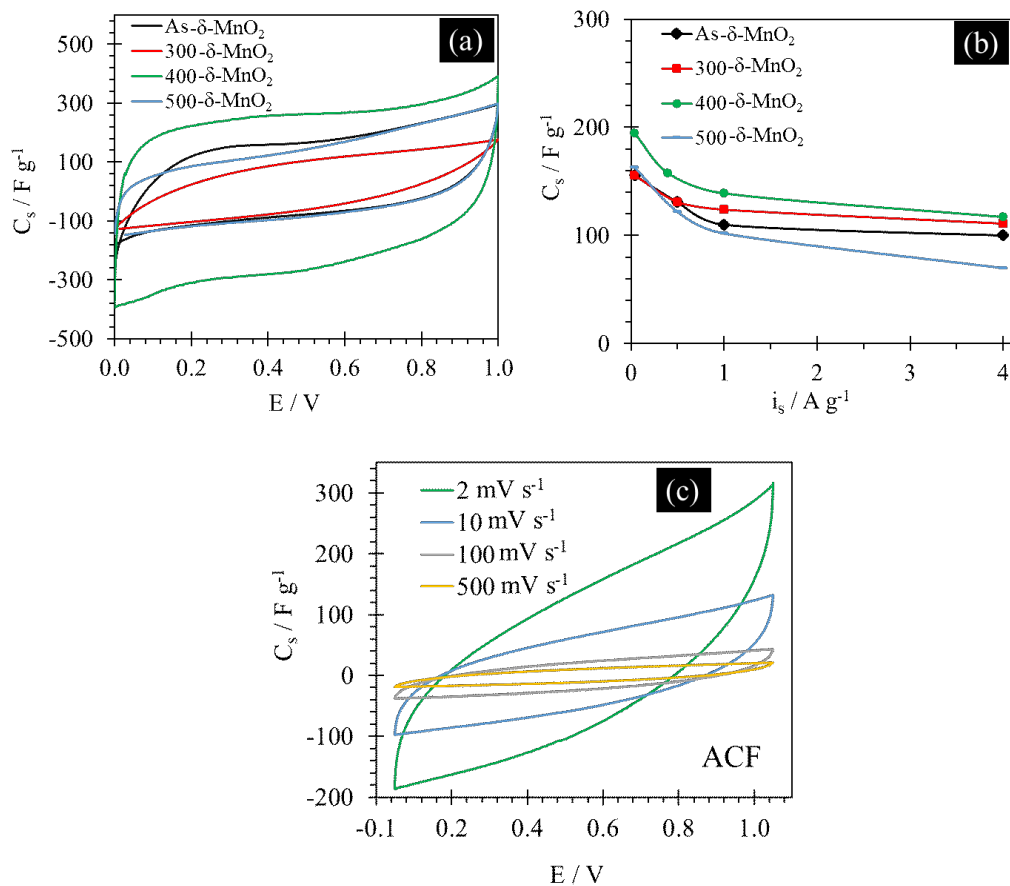 (a)
As-δ-MnO₂
300-δ-MnO₂
400-δ-MnO₂
500-δ-MnO₂
500
300
100
-100
-300
-500
Cₛ / F g⁻¹
0.0 0.2 0.4 0.6 0.8 1.0
E / V
(b)
As-δ-MnO₂
300-δ-MnO₂
400-δ-MnO₂
500-δ-MnO₂
300
200
100
0
Cₛ / F g⁻¹
0 1 2 3 4
iₛ / A g⁻¹
(c)
2 mV s⁻¹
10 mV s⁻¹
100 mV s⁻¹
500 mV s⁻¹
300
200
100
0
-100
-200
Cₛ / F g⁻¹
ACF
-0.1 0.2 0.4 0.6 0.8 1.0
E / V